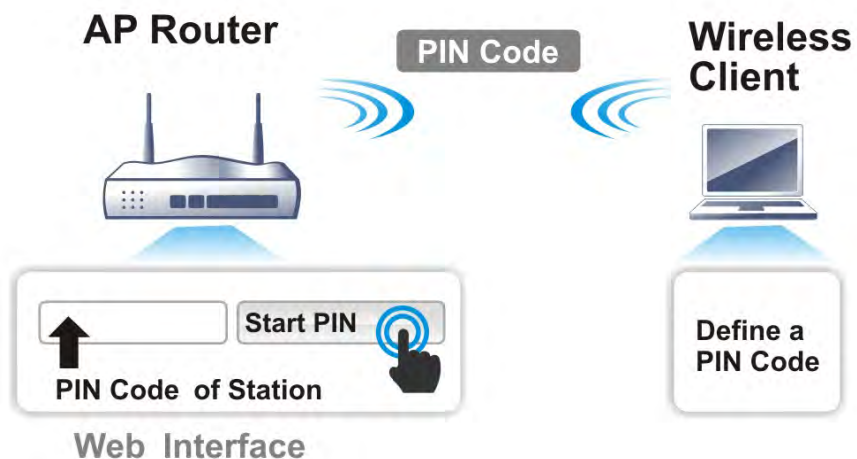 AP Router
PIN Code
Wireless
Client
Start PIN
PIN Code of Station
Define a
PIN Code
Web Interface